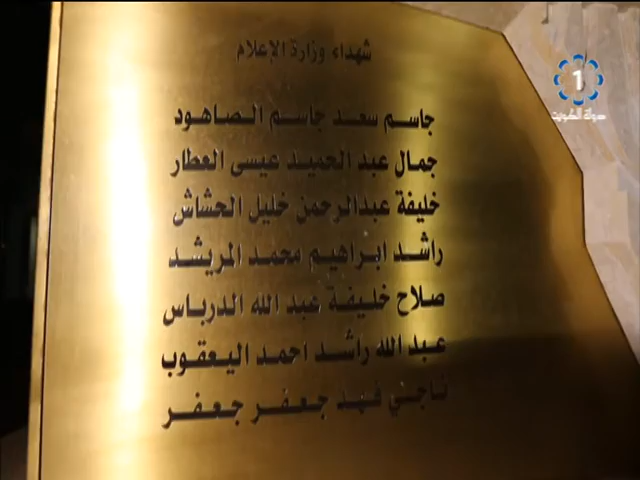 شهداء وزارة الإعلام
1
دولة الكويت
جاسم سعد جاسم الصاهود
جمال عبد الحميد عيسى العطار
خليفة عبدالرحمن خليل الحشاش
راشد ابراهيم محمد المريشد
صلاح خليفة عبد الله الدرباس
عبد الله راشد احمد اليعقوب
ناجي جعفر جعفر